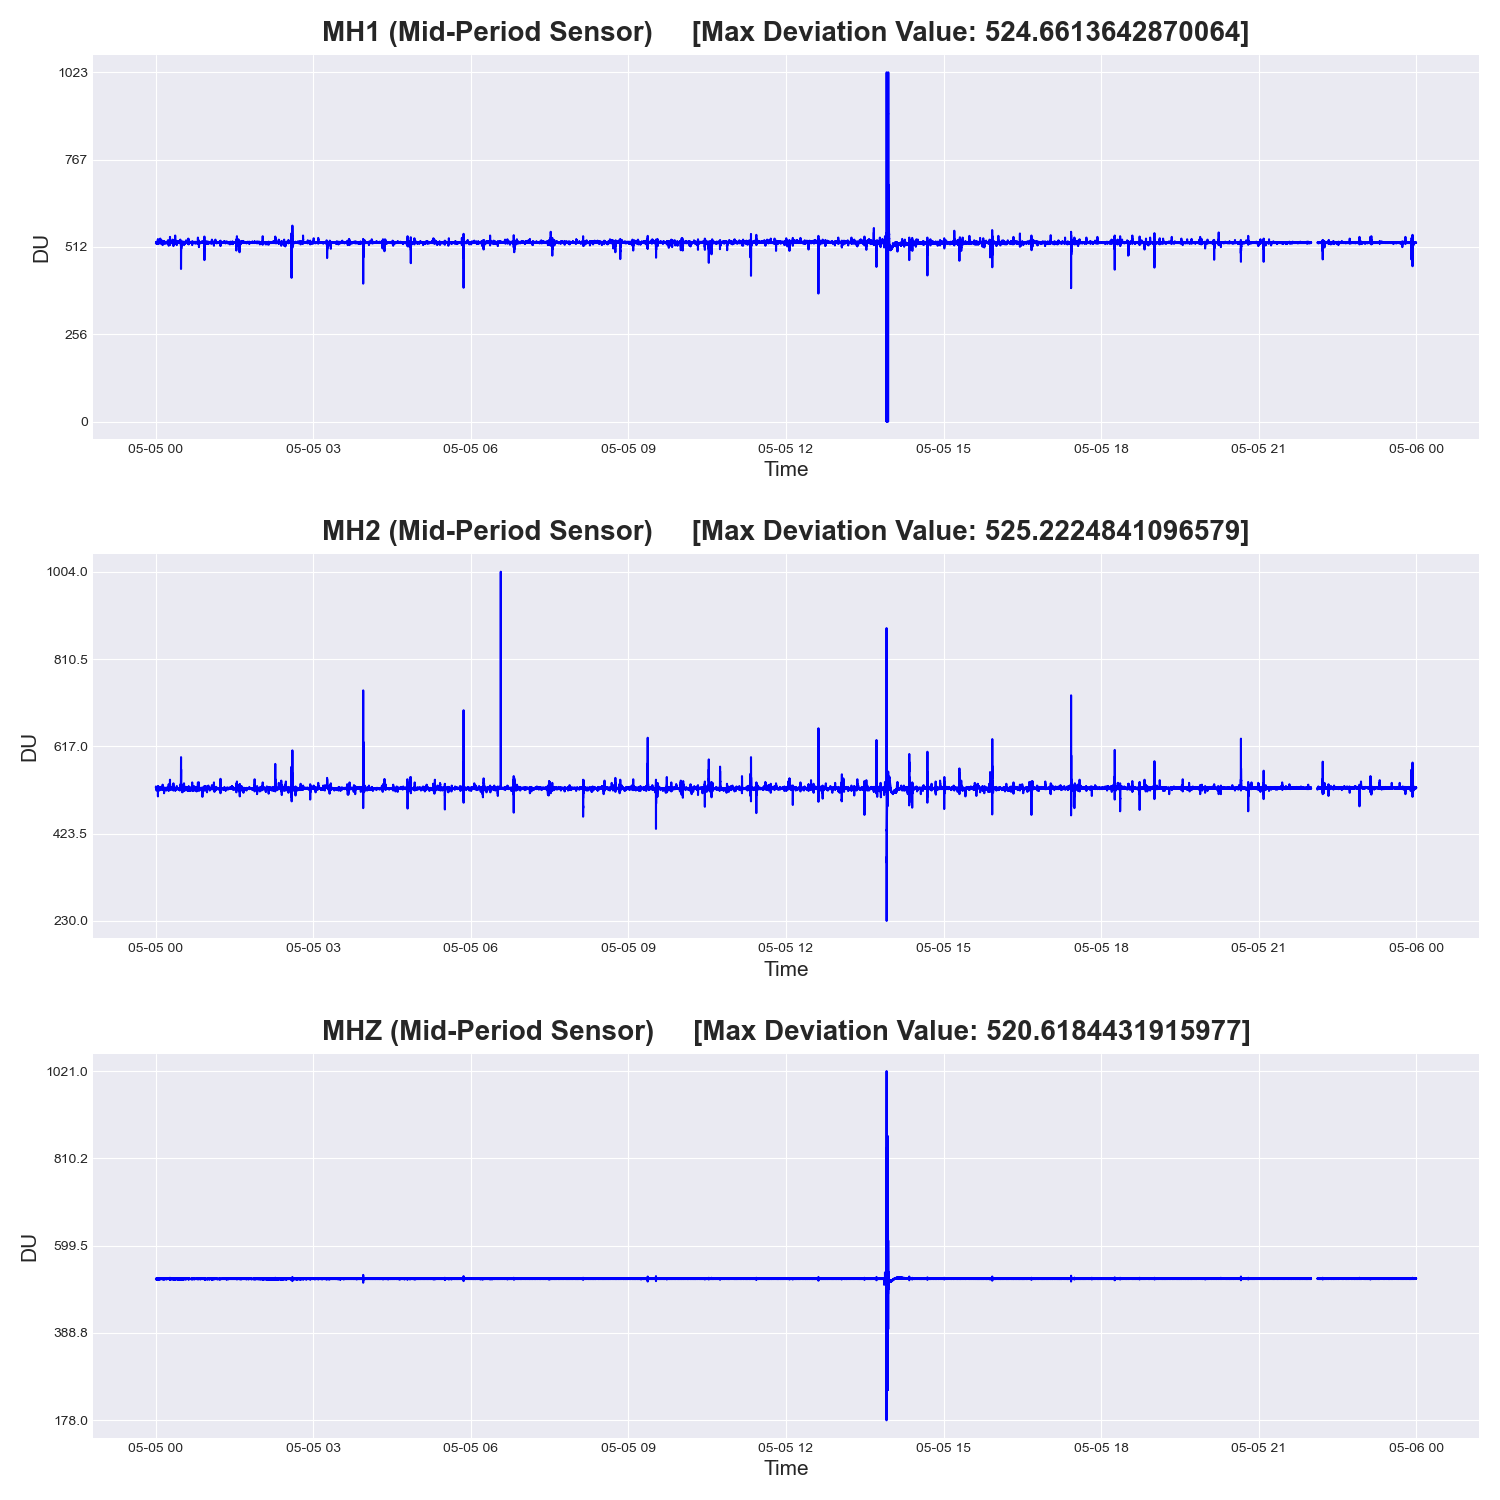 MH1 (Mid-Period Sensor) [Max Deviation Value: 524.6613642870064]
1023
767
512
256
0
DU
05-05 00 05-05 03 05-05 06 05-05 09 05-05 12 05-05 15 05-05 18 05-05 21 05-06 00
Time
MH2 (Mid-Period Sensor) [Max Deviation Value: 525.2224841096579]
1004.0
810.5
617.0
423.5
230.0
DU
05-05 00 05-05 03 05-05 06 05-05 09 05-05 12 05-05 15 05-05 18 05-05 21 05-06 00
Time
MHZ (Mid-Period Sensor) [Max Deviation Value: 520.6184431915977]
1021.0
810.2
599.5
388.8
178.0
DU
05-05 00 05-05 03 05-05 06 05-05 09 05-05 12 05-05 15 05-05 18 05-05 21 05-06 00
Time